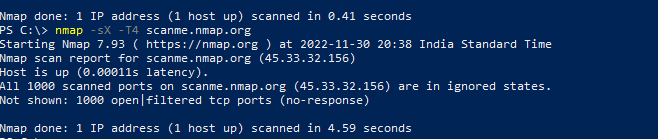 Nmap done: 1 IP address (1 host up) scanned in 0.41 seconds
PS C:\> nmap -sX -T4 scanme.nmap.org
Starting Nmap 7.93 ( https://nmap.org ) at 2022-11-30 20:38 India Standard Time
Nmap scan report for scanme.nmap.org (45.33.32.156)
Host is up (0.00011s latency).
All 1000 scanned ports on scanme.nmap.org (45.33.32.156) are in ignored states.
Not shown: 1000 open|filtered tcp ports (no-response)
Nmap done: 1 IP address (1 host up) scanned in 4.59 seconds